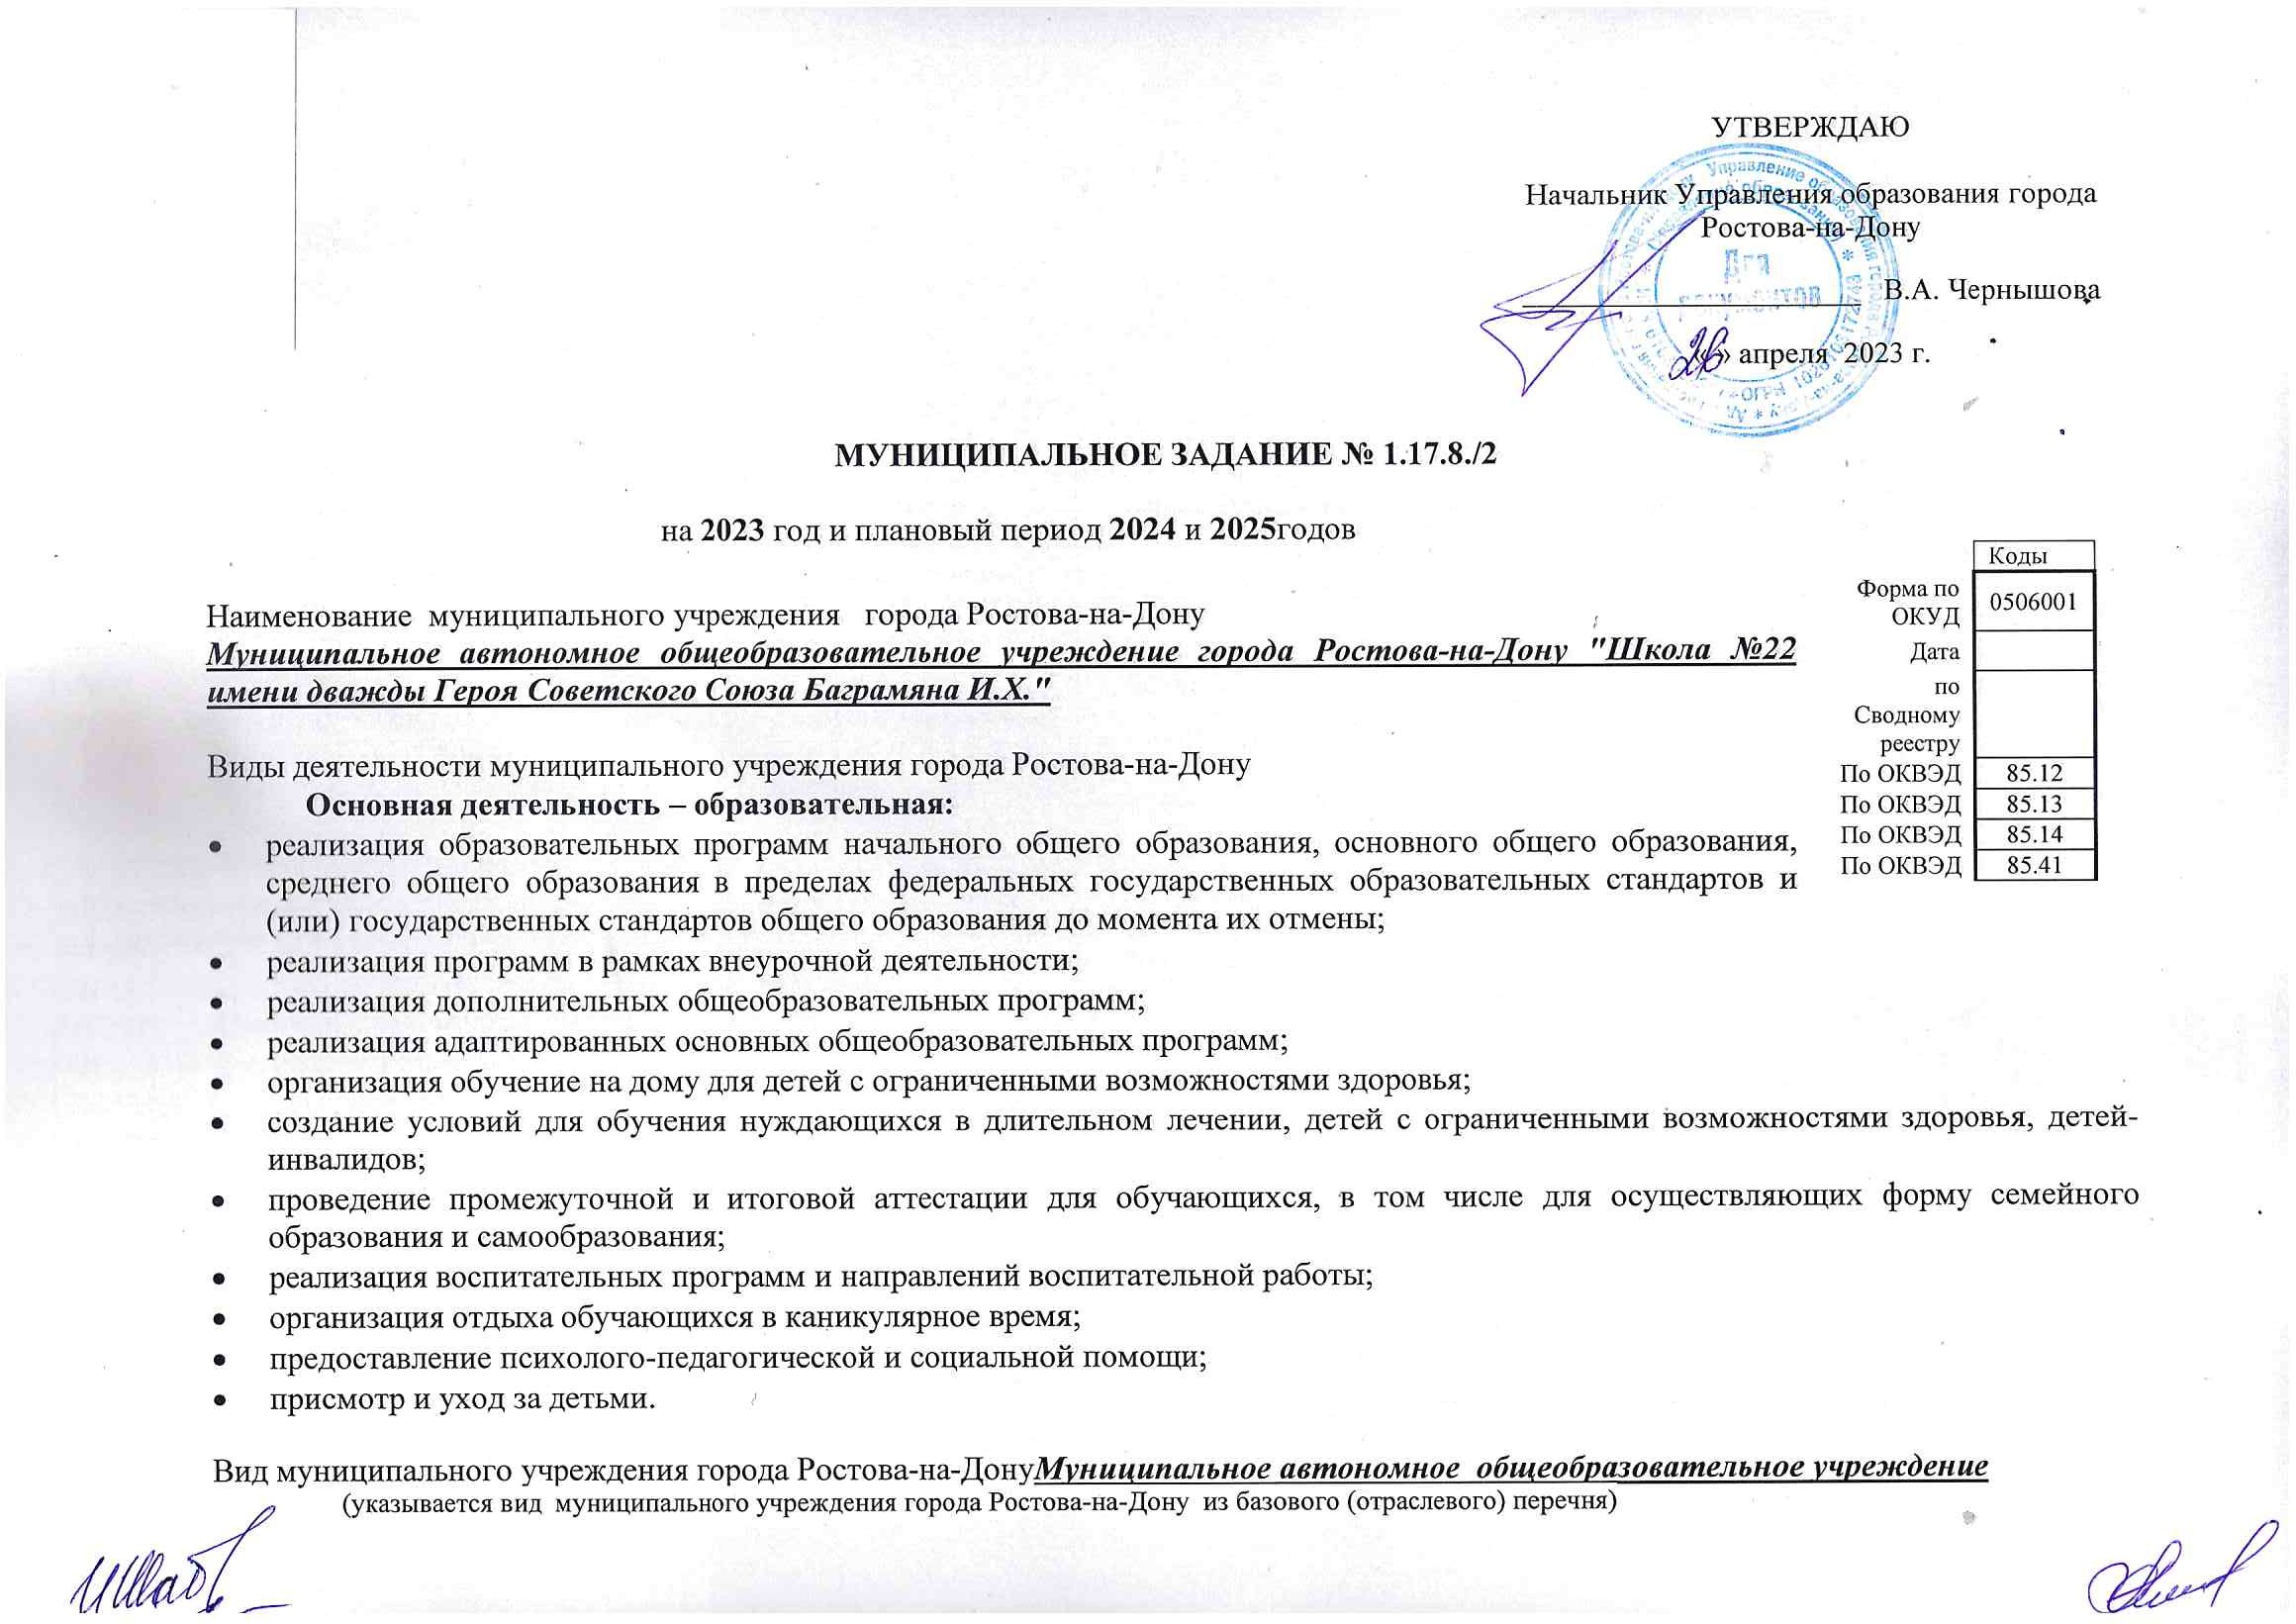 УТВЕРЖДАЮ
Начальник Управления образования города
Ростова-на-Дону
В.А. Чернышова
«26» апреля 2023 г.
МУНИЦИПАЛЬНОЕ ЗАДАНИЕ № 1.17.8./2
на 2023 год и плановый период 2024 и 2025годов
Коды
Форма по ОКУД 0506001
Дата
по Сводному реестру
По ОКВЭД 85.12
По ОКВЭД 85.13
По ОКВЭД 85.14
По ОКВЭД 85.41
Наименование муниципального учреждения города Ростова-на-Дону
Муниципальное автономное общеобразовательное учреждение города Ростова-на-Дону "Школа №22
имени дважды Героя Советского Союза Баграмяна И.Х."
Виды деятельности муниципального учреждения города Ростова-на-Дону
Основная деятельность – образовательная:
• реализация образовательных программ начального общего образования, основного общего образования,
среднего общего образования в пределах федеральных государственных образовательных стандартов и
(или) государственных стандартов общего образования до момента их отмены;
• реализация программ в рамках внеурочной деятельности;
• реализация дополнительных общеобразовательных программ;
• реализация адаптированных основных общеобразовательных программ;
• организация обучение на дому для детей с ограниченными возможностями здоровья;
• создание условий для обучения нуждающихся в длительном лечении, детей с ограниченными возможностями здоровья, детей-
инвалидов;
• проведение промежуточной и итоговой аттестации для обучающихся, в том числе для осуществляющих форму семейного
образования и самообразования;
• реализация воспитательных программ и направлений воспитательной работы;
• организация отдыха обучающихся в каникулярное время;
• предоставление психолого-педагогической и социальной помощи;
• присмотр и уход за детьми.
Вид муниципального учреждения города Ростова-на-ДонуМуниципальное автономное общеобразовательное учреждение
(указывается вид муниципального учреждения города Ростова-на-Дону из базового (отраслевого) перечня)